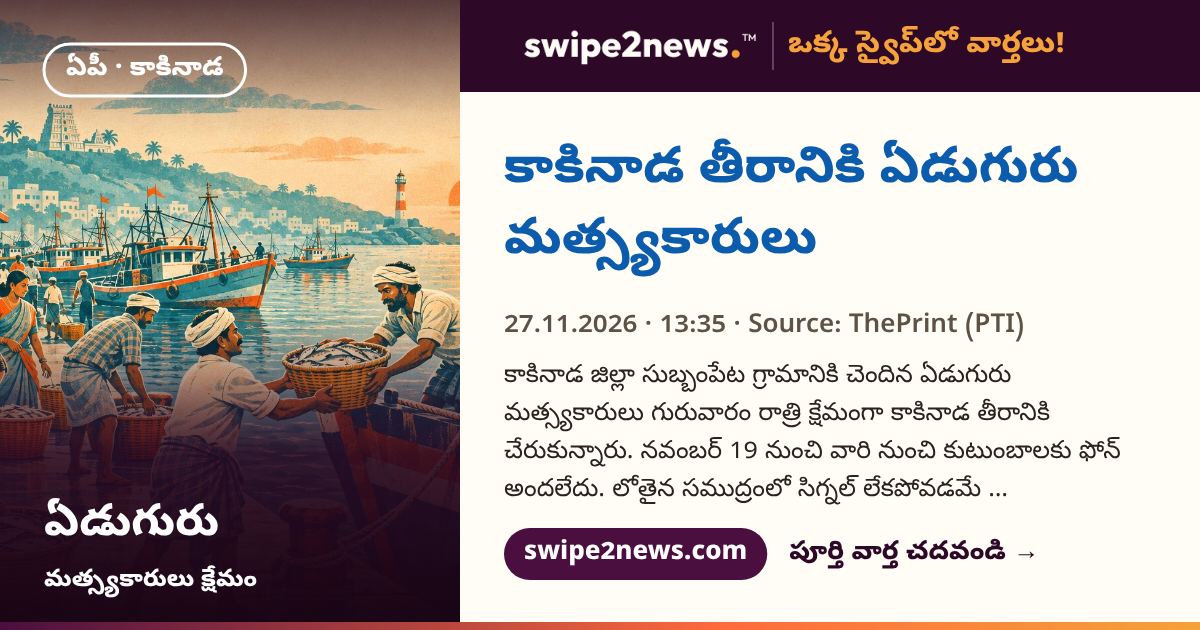 ఏపీ · కాకినాడ
swipe2news.™
ఒక్క స్వైప్‌లో వార్తలు!
కాకినాడ తీరానికి ఏడుగురు
మత్స్యకారులు
27.11.2026 · 13:35 · Source: ThePrint (PTI)
కాకినాడ జిల్లా సుబ్బంపేట గ్రామానికి చెందిన ఏడుగురు
మత్స్యకారులు గురువారం రాత్రి క్షేమంగా కాకినాడ తీరానికి
చేరుకున్నారు. నవంబర్ 19 నుంచి వారి నుంచి కుటుంబాలకు ఫోన్
అందలేదు. లోతైన సముద్రంలో సిగ్నల్ లేకపోవడమే ...
ఏడుగురు
మత్స్యకారులు క్షేమం
swipe2news.com
పూర్తి వార్త చదవండి →